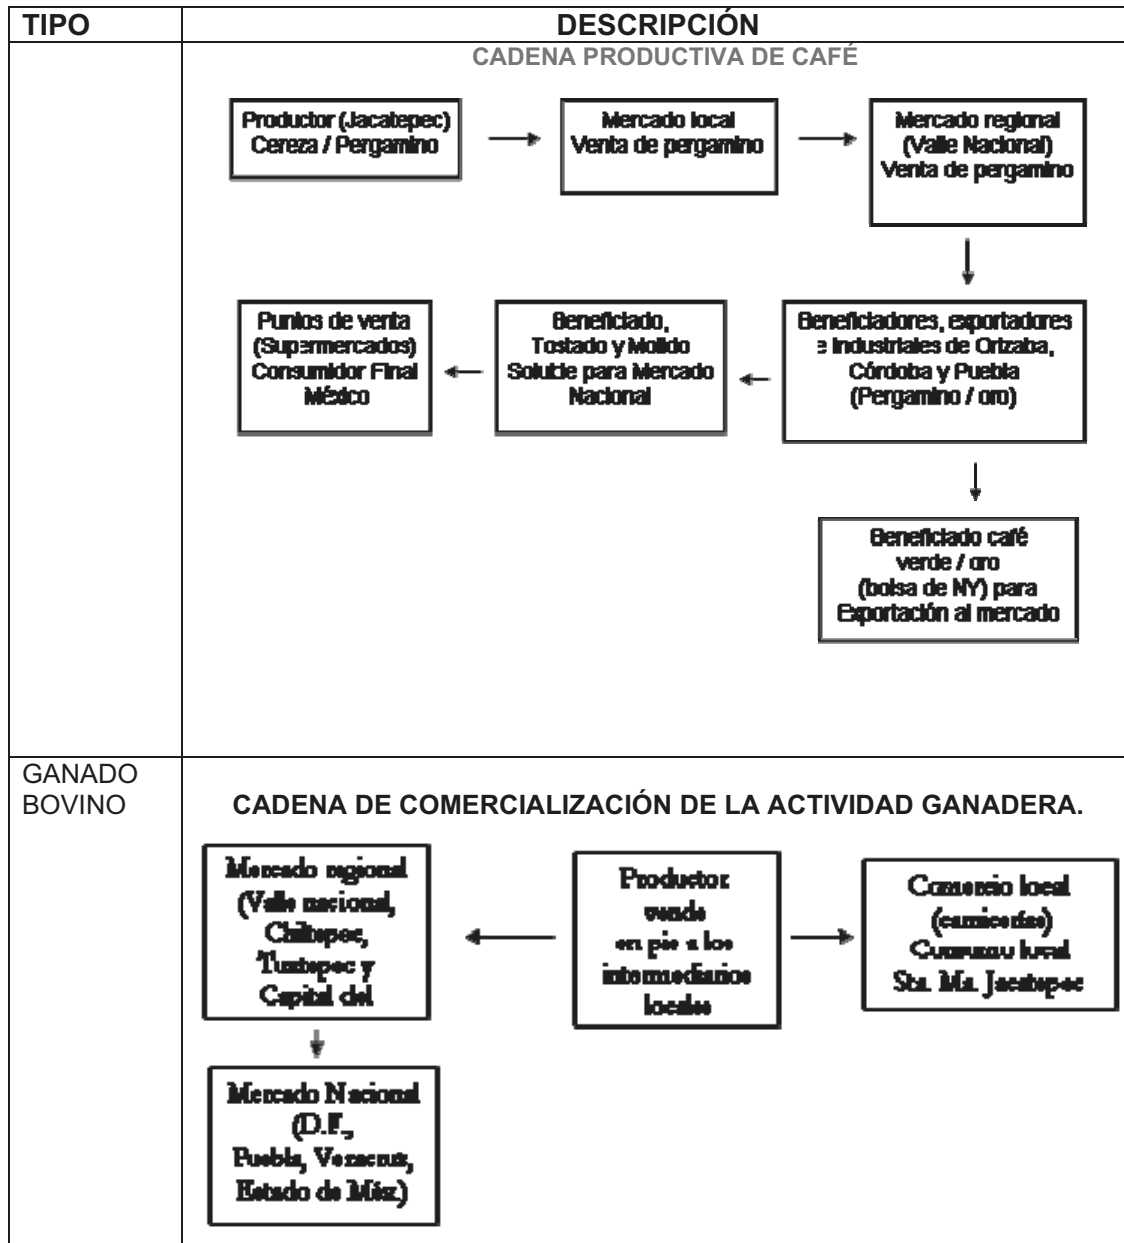 TIPO
DESCRIPCIÓN
CADENA PRODUCTIVA DE CAFÉ
Productor (Jacatepec)
Cereza / Pergamino
Mercado local
Venta de pergamino
Mercado regional
(Valle Nacional)
Venta de pergamino
Puntos de venta
(Supermercados)
Consumidor Final
México
Beneficiado,
Tostado y Molido
Soluble para Mercado
Nacional
Beneficiadores, exportadores
e Industriales de Orizaba,
Córdoba y Puebla
(Pergamino / oro)
Beneficiado café
verde / oro
(bolsa de NY) para
Exportación al mercado
GANADO
BOVINO
CADENA DE COMERCIALIZACIÓN DE LA ACTIVIDAD GANADERA.
Mercado regional
(Valle nacional,
Chiltepec,
Tuxtepec y
Capital del
Productor
vende
en pie a los
intermediarios
locales
Comercio local
(carnicerías)
Consumo local
Sta. Ma. Jacatepec
Mercado Nacional
(D.F.,
Puebla, Veracruz,
Estado de Méx.)